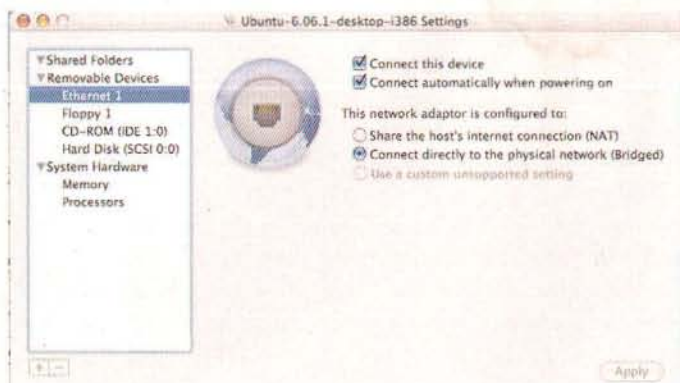 Ubuntu-6.06.1-desktop-i386 Settings
Shared Folders
Removable Devices
Ethernet 1
Floppy 1
CD-ROM (IDE 1:0)
Hard Disk (SCSI 0:0)
System Hardware
Memory
Processors
Connect this device
Connect automatically when powering on
This network adaptor is configured to:
Share the host's internet connection (NAT)
Connect directly to the physical network (Bridged)
Use a custom unsupported setting
+ −
Apply